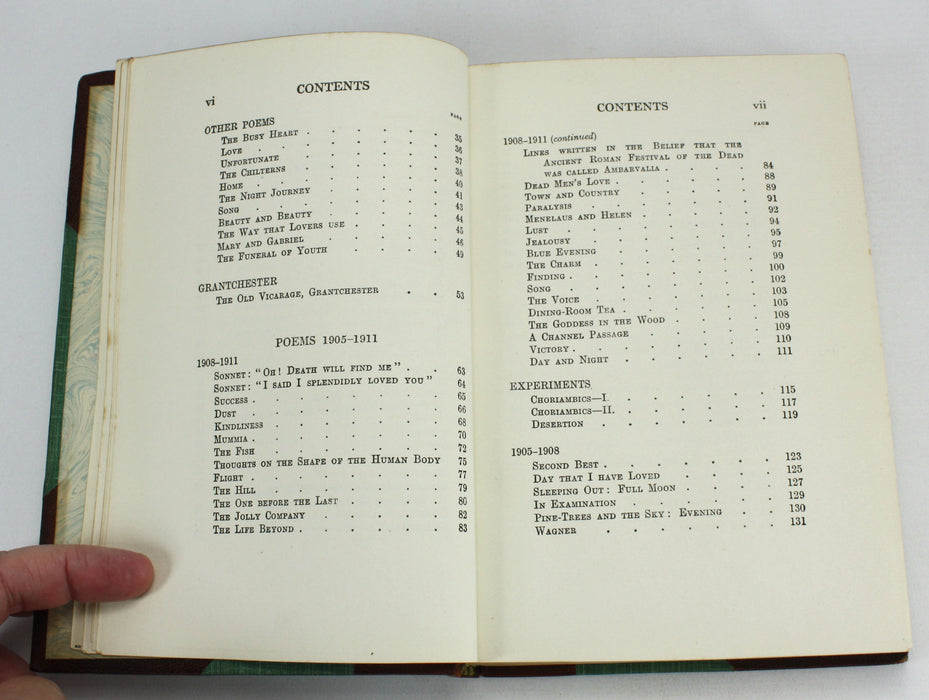 vi CONTENTS
PAGE
OTHER POEMS
THE BUSY HEART . . . . . 35
LOVE . . . . . . 36
UNFORTUNATE . . . . . 37
THE CHILTERNS . . . . . 38
HOME . . . . . . 40
THE NIGHT JOURNEY . . . . 41
SONG . . . . . . 43
BEAUTY AND BEAUTY . . . . 44
THE WAY THAT LOVERS USE . . . . 45
MARY AND GABRIEL . . . . 46
THE FUNERAL OF YOUTH . . . . 49
GRANTCHESTER
THE OLD VICARAGE, GRANTCHESTER . . 53
POEMS 1905–1911
1908–1911
SONNET: “OH! DEATH WILL FIND ME” . . 63
SONNET: “I SAID I SPLENDIDLY LOVED YOU” 64
SUCCESS . . . . . . 65
DUST . . . . . . 66
KINDLINESS . . . . . 68
MUMMIA . . . . . . 70
THE FISH . . . . . 72
THOUGHTS ON THE SHAPE OF THE HUMAN BODY 75
FLIGHT . . . . . . 77
THE HILL . . . . . 79
THE ONE BEFORE THE LAST . . . . 80
THE JOLLY COMPANY . . . . 82
THE LIFE BEYOND . . . . . 83
CONTENTS vii
PAGE
1908–1911 (continued)
LINES WRITTEN IN THE BELIEF THAT THE
ANCIENT ROMAN FESTIVAL OF THE DEAD
WAS CALLED AMBARVALIA . . . . 84
DEAD MEN'S LOVE . . . . . 88
TOWN AND COUNTRY . . . . . 89
PARALYSIS . . . . . . 91
MENELAUS AND HELEN . . . . . 92
LUST . . . . . . . 94
JEALOUSY . . . . . . 95
BLUE EVENING . . . . . 97
THE CHARM . . . . . . 99
FINDING . . . . . . . 100
SONG . . . . . . . 102
THE VOICE . . . . . . 103
DINING-ROOM TEA . . . . . 105
THE GODDESS IN THE WOOD . . . . 108
A CHANNEL PASSAGE . . . . . 109
VICTORY . . . . . . . 110
DAY AND NIGHT . . . . . 111
EXPERIMENTS
CHORIAMBICS—I. . . . . . 115
CHORIAMBICS—II. . . . . . 117
DESERTION . . . . . . 119
1905–1908
SECOND BEST . . . . . . 123
DAY THAT I HAVE LOVED . . . . 125
SLEEPING OUT: FULL MOON . . . . 127
IN EXAMINATION . . . . . 129
PINE-TREES AND THE SKY: EVENING . . 130
WAGNER . . . . . . 131